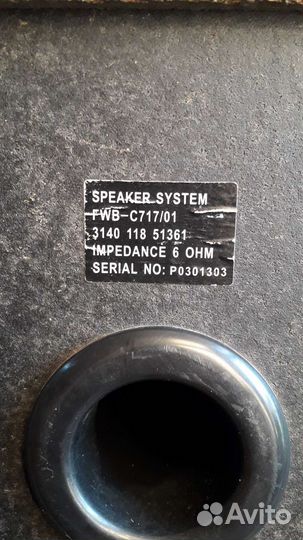 SPEAKER SYSTEM
FWB-C717/01
3140 118 51361
IMPEDANCE 6 OHM
SERIAL NO: P0301303
Avito